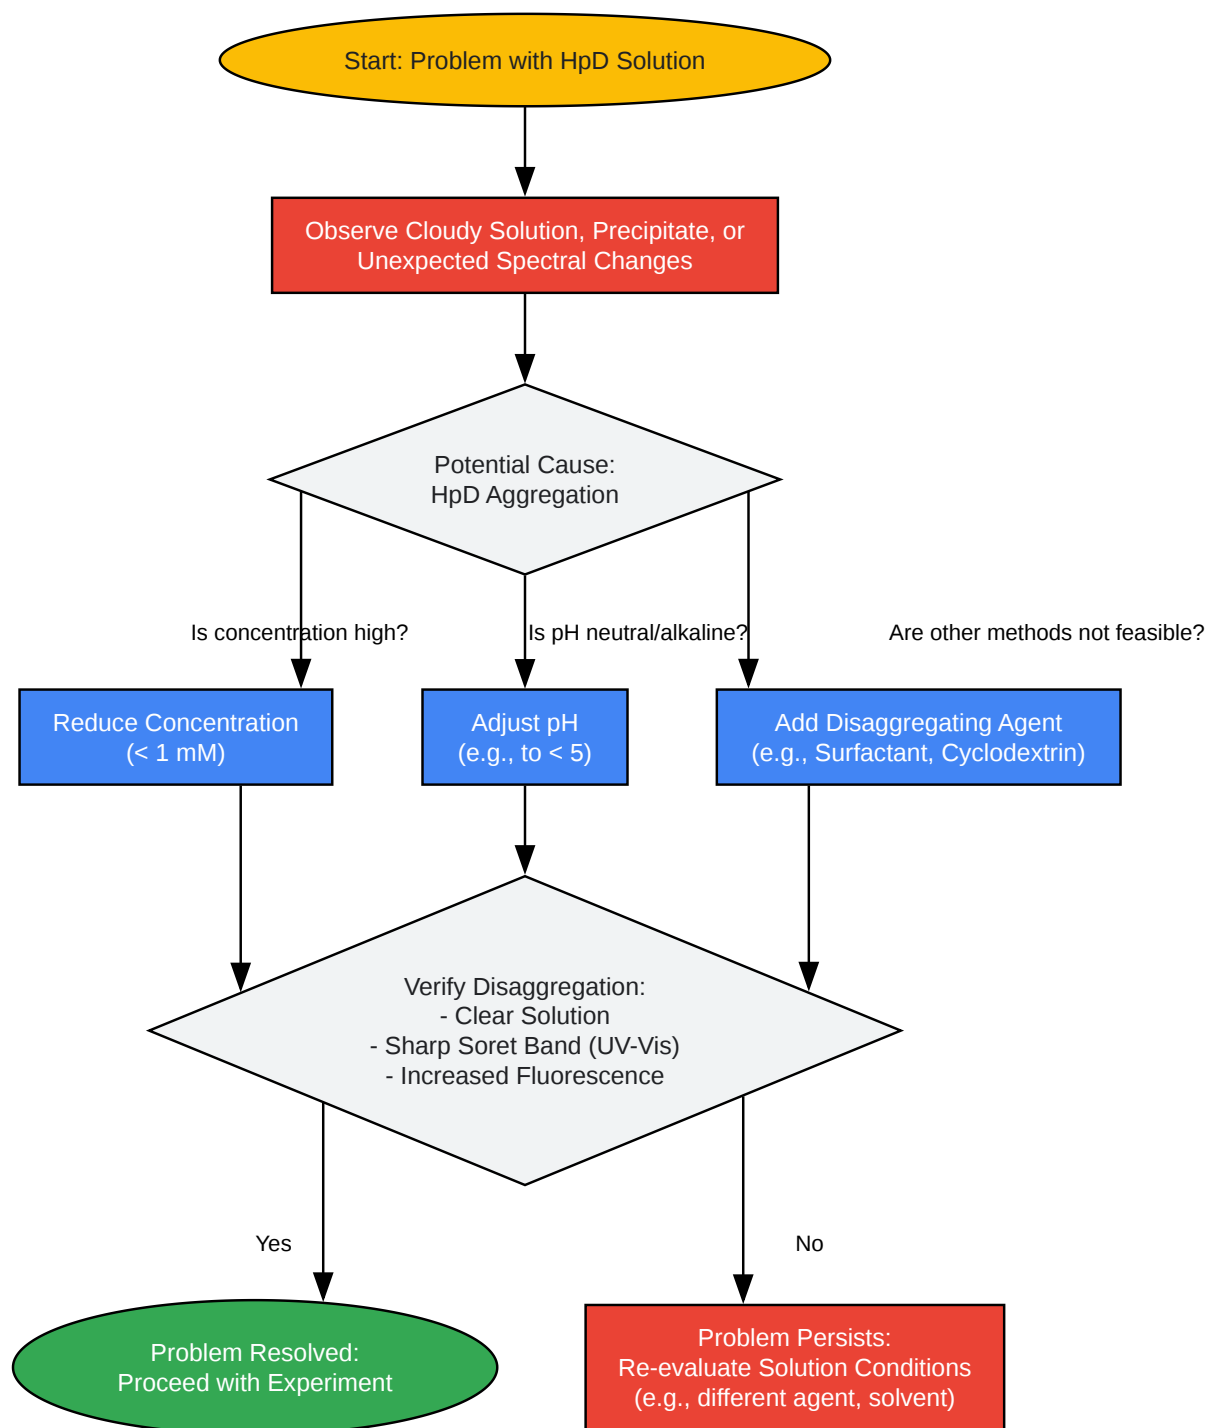 Start: Problem with HpD Solution
Observe Cloudy Solution, Precipitate, or
Unexpected Spectral Changes
Potential Cause:
HpD Aggregation
Is concentration high?
Is pH neutral/alkaline?
Are other methods not feasible?
Reduce Concentration
(< 1 mM)
Adjust pH
(e.g., to < 5)
Add Disaggregating Agent
(e.g., Surfactant, Cyclodextrin)
Verify Disaggregation:
- Clear Solution
- Sharp Soret Band (UV-Vis)
- Increased Fluorescence
Yes
No
Problem Resolved:
Proceed with Experiment
Problem Persists:
Re-evaluate Solution Conditions
(e.g., different agent, solvent)